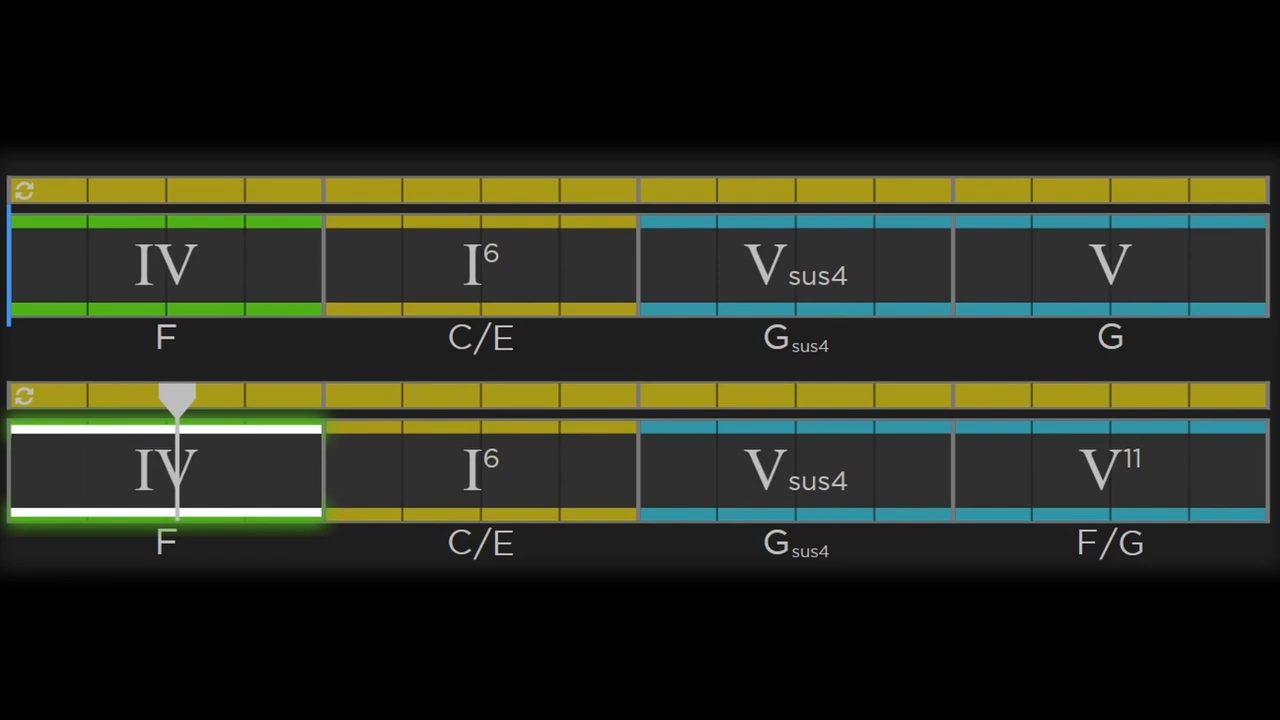 IV I⁶ Vsus4 V
F C/E Gsus4 G
IV I⁶ Vsus4 V¹¹
F C/E Gsus4 F/G